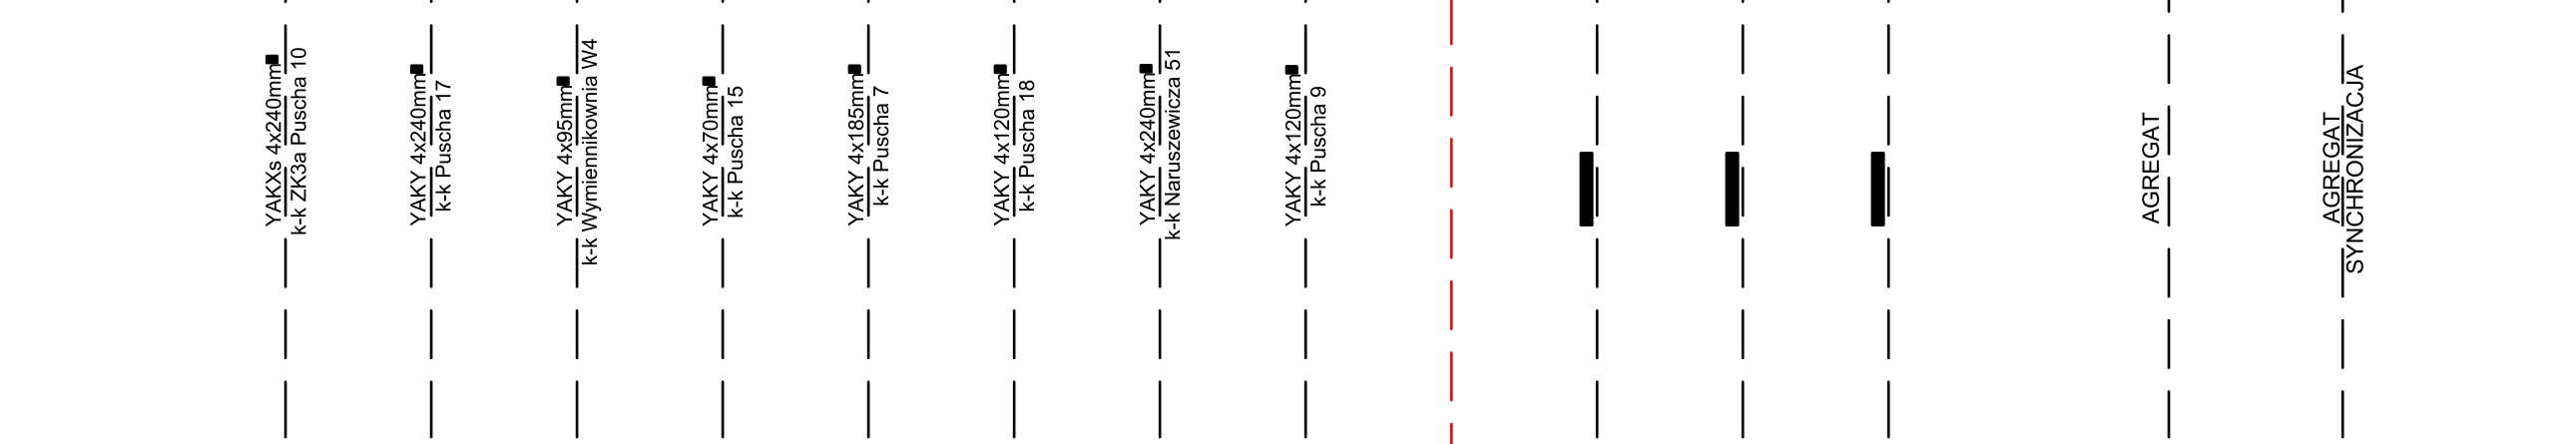 YAKXs 4x240mm
k-k ZK3a Puscha 10
YAKY 4x240mm
k-k Puscha 17
YAKY 4x95mm
k-k Wymiennikownia W4
YAKY 4x70mm
k-k Puscha 15
YAKY 4x185mm
k-k Puscha 7
YAKY 4x120mm
k-k Puscha 18
YAKY 4x240mm
k-k Naruszewicza 51
YAKY 4x120mm
k-k Puscha 9
AGREGAT
AGREGAT
SYNCHRONIZACJA